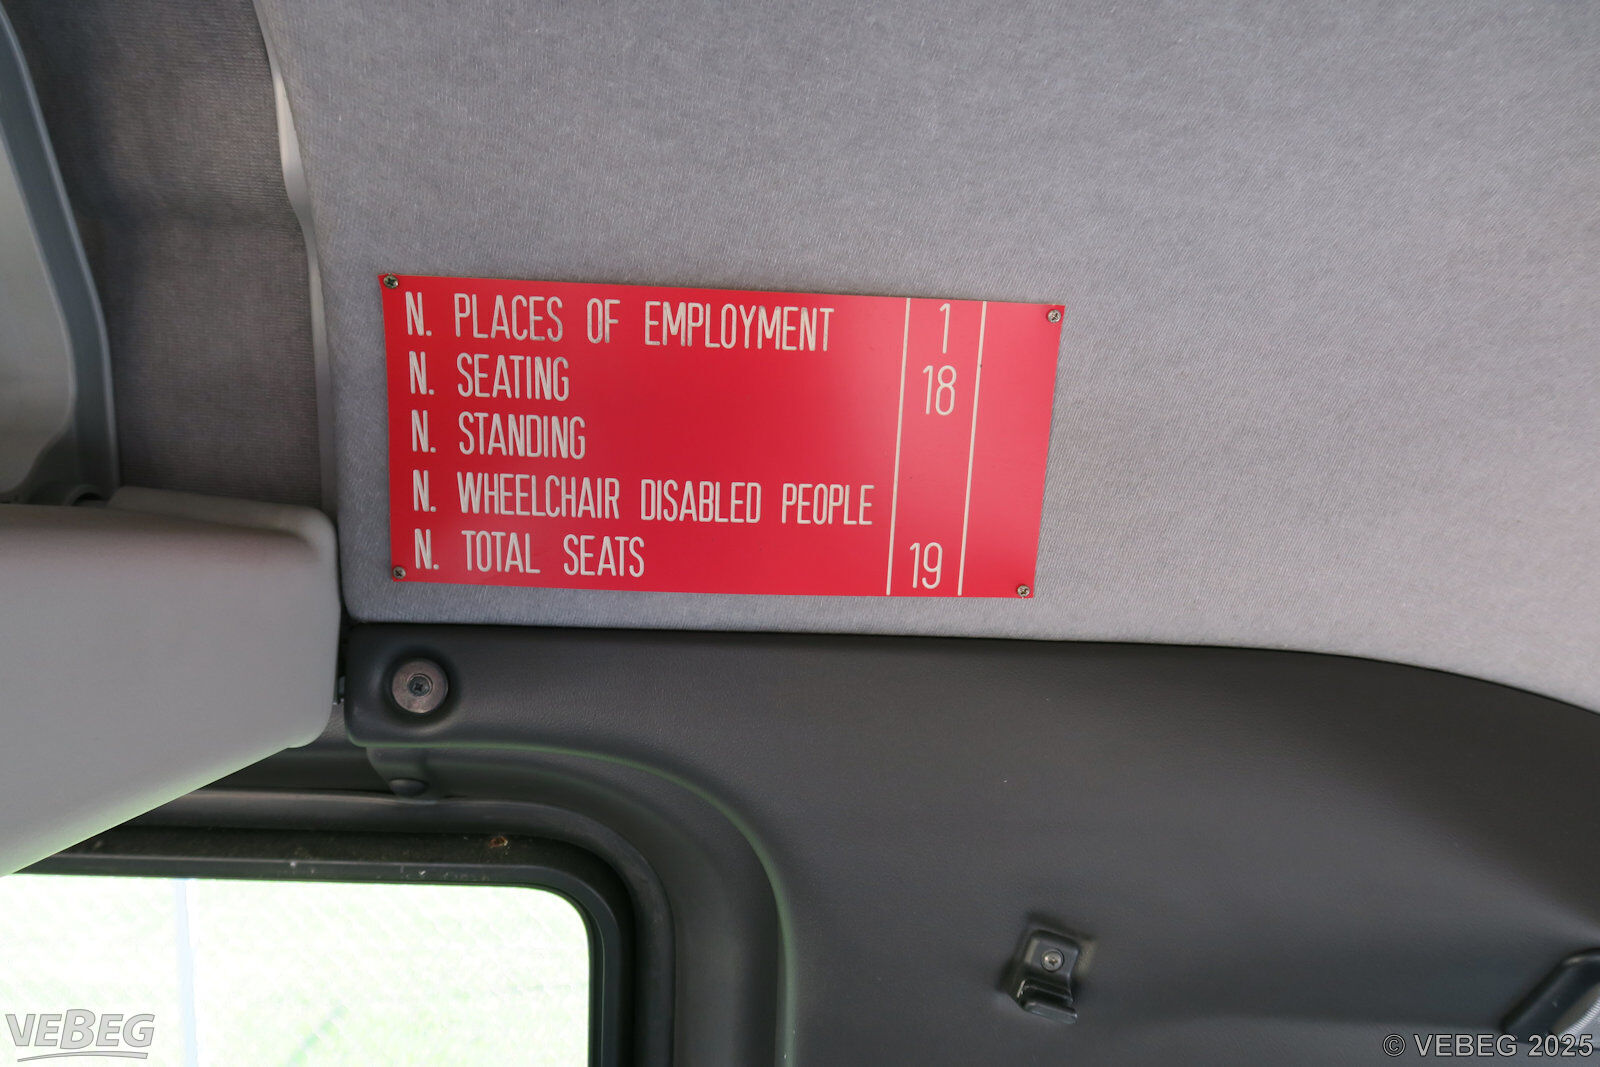 N. PLACES OF EMPLOYMENT 1
N. SEATING 18
N. STANDING
N. WHEELCHAIR DISABLED PEOPLE
N. TOTAL SEATS 19
VEBEG
© VEBEG 2025